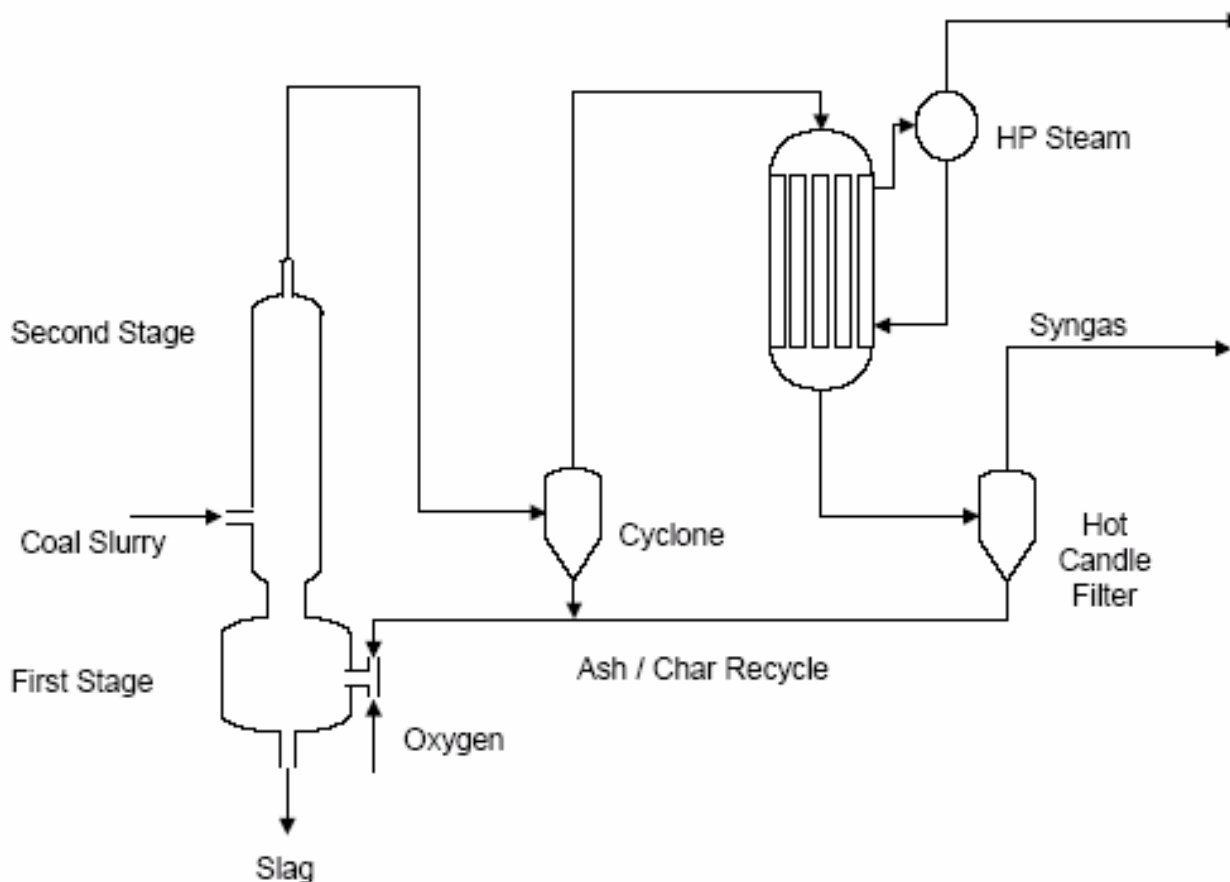 HP Steam
Second Stage
Syngas
Coal Slurry
Cyclone
Hot
Candle
Filter
First Stage
Ash / Char Recycle
Oxygen
Slag